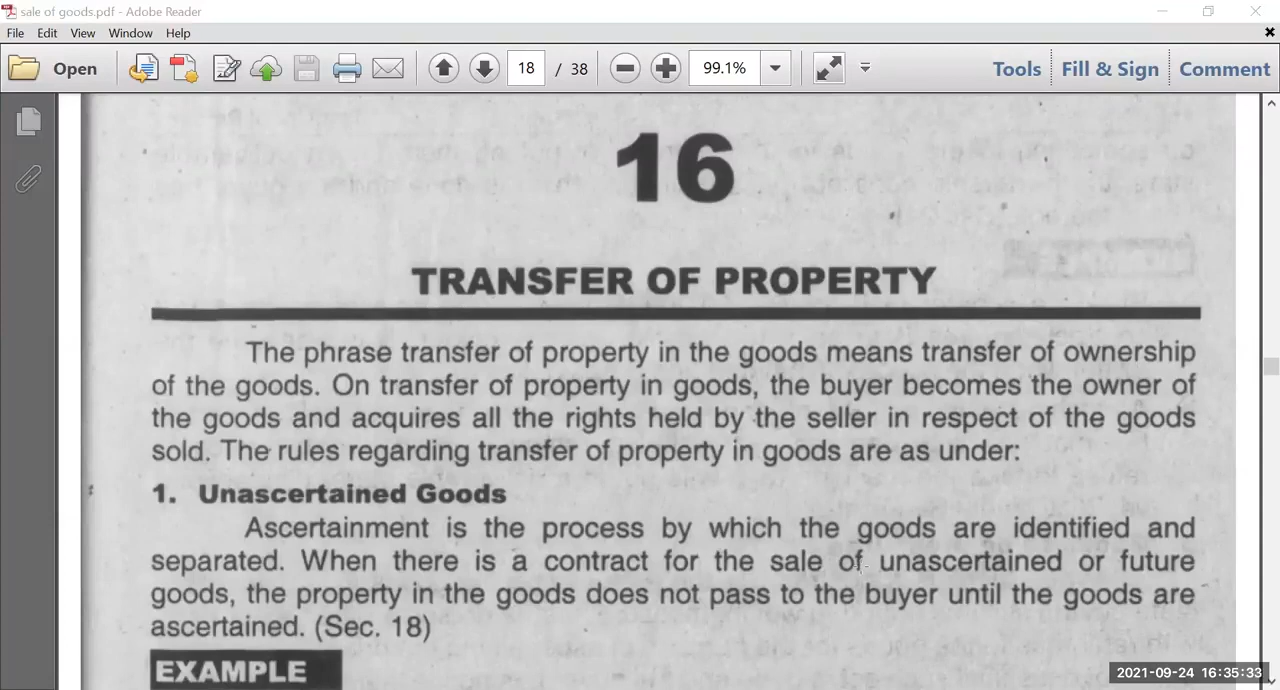 sale of goods.pdf - Adobe Reader
File Edit View Window Help
Open 18 / 38 99.1% Tools Fill & Sign Comment
16
TRANSFER OF PROPERTY
The phrase transfer of property in the goods means transfer of ownership
of the goods. On transfer of property in goods, the buyer becomes the owner of
the goods and acquires all the rights held by the seller in respect of the goods
sold. The rules regarding transfer of property in goods are as under:
1. Unascertained Goods
Ascertainment is the process by which the goods are identified and
separated. When there is a contract for the sale of unascertained or future
goods, the property in the goods does not pass to the buyer until the goods are
ascertained. (Sec. 18)
EXAMPLE
2021-09-24 16:35:33